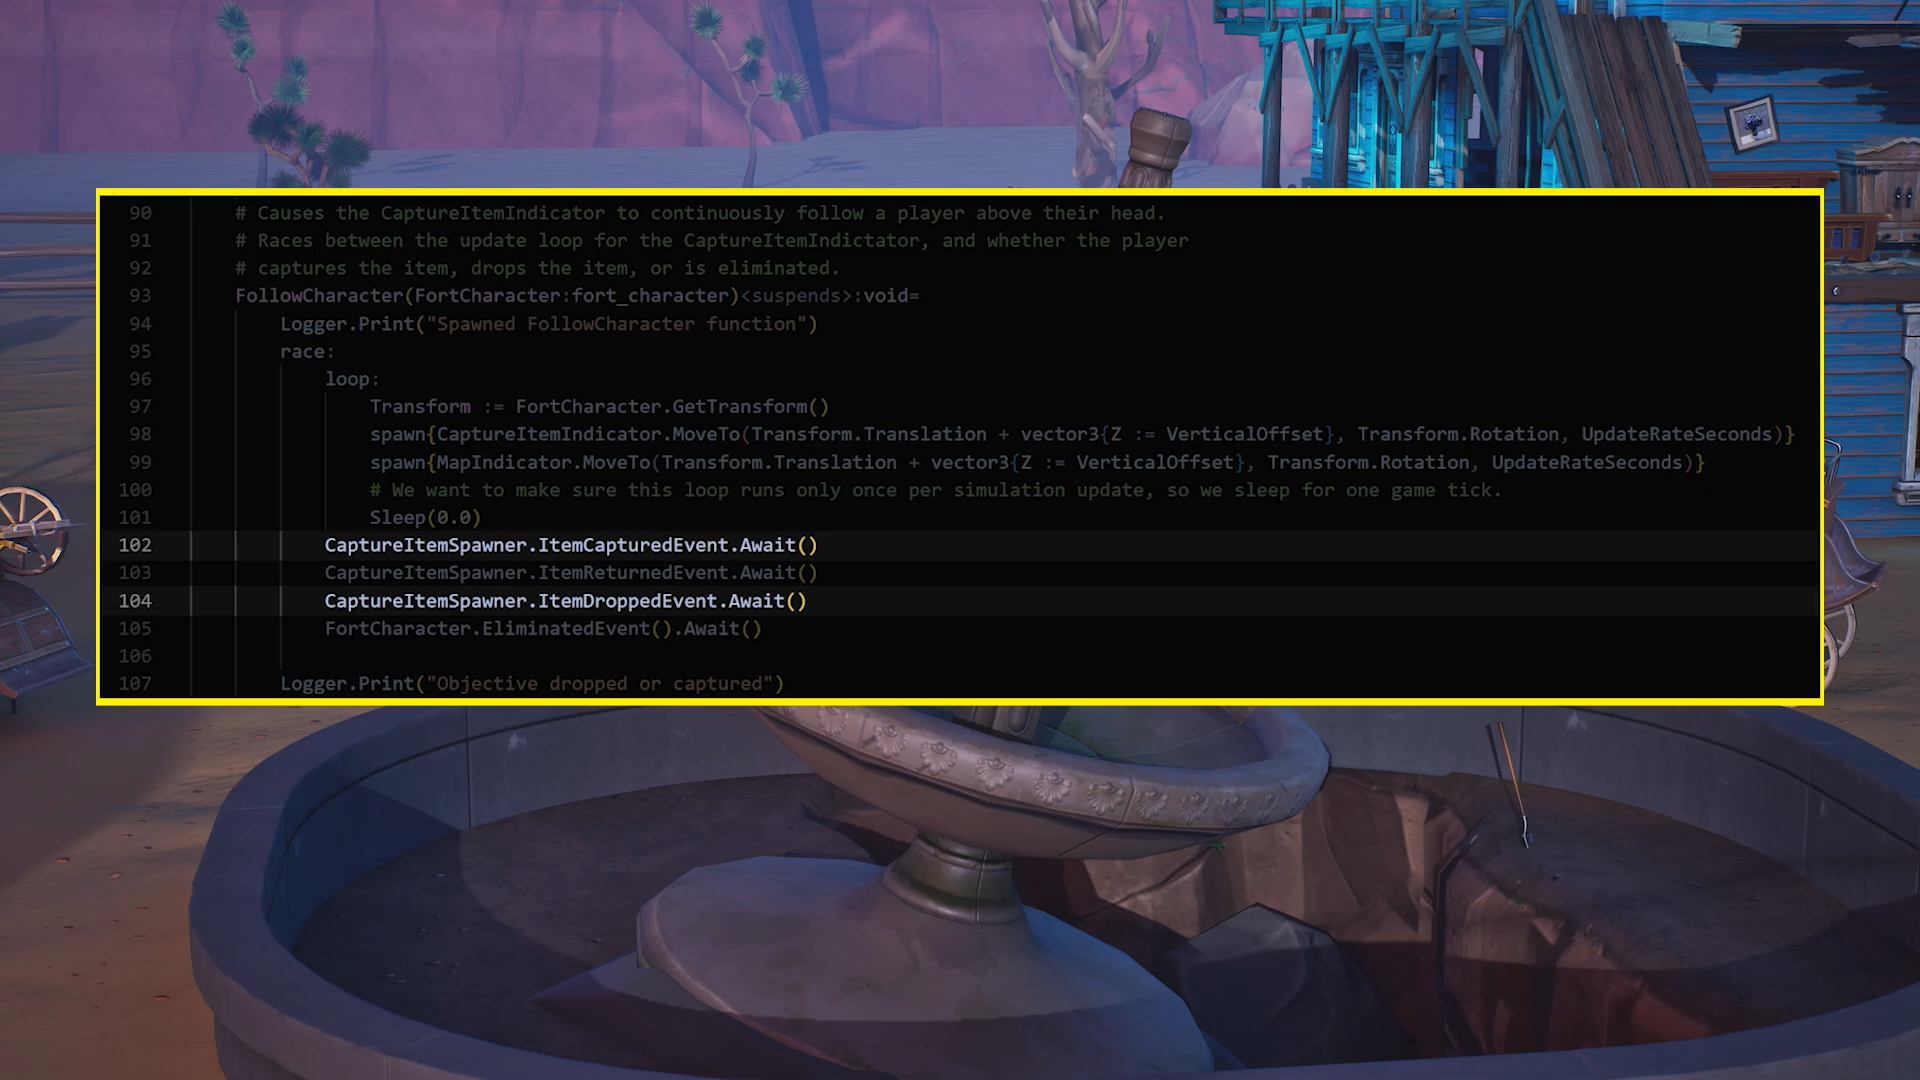 90 # Causes the CaptureItemIndicator to continuously follow a player above their head.
91 # Races between the update loop for the CaptureItemIndictator, and whether the player
92 # captures the item, drops the item, or is eliminated.
93 FollowCharacter(FortCharacter:fort_character)<suspends>:void=
94 Logger.Print("Spawned FollowCharacter function")
95 race:
96 loop:
97 Transform := FortCharacter.GetTransform()
98 spawn{CaptureItemIndicator.MoveTo(Transform.Translation + vector3{Z := VerticalOffset}, Transform.Rotation, UpdateRateSeconds)}
99 spawn{MapIndicator.MoveTo(Transform.Translation + vector3{Z := VerticalOffset}, Transform.Rotation, UpdateRateSeconds)}
100 # We want to make sure this loop runs only once per simulation update, so we sleep for one game tick.
101 Sleep(0.0)
102 CaptureItemSpawner.ItemCapturedEvent.Await()
103 CaptureItemSpawner.ItemReturnedEvent.Await()
104 CaptureItemSpawner.ItemDroppedEvent.Await()
105 FortCharacter.EliminatedEvent().Await()
106
107 Logger.Print("Objective dropped or captured")